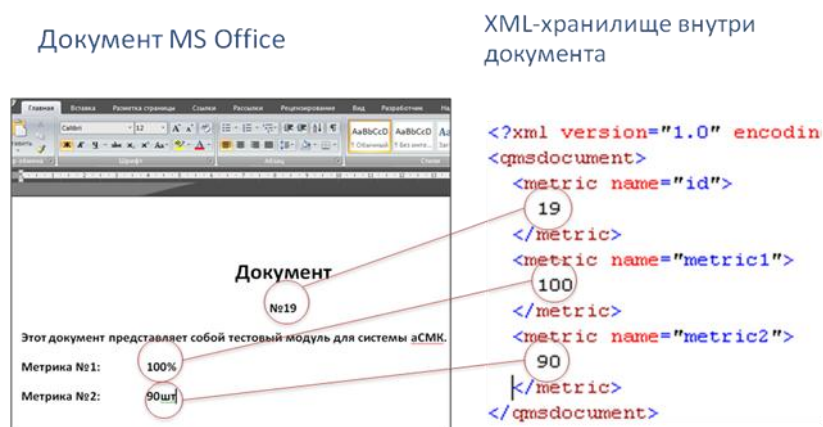 Документ MS Office
XML-хранилище внутри
документа
Главная Вставка Разметка страницы Ссылки Рассылки Рецензирование Вид Разработчик
Calibri 12
AaBbCcD AaBbCcD
Обычный Без инте...
Шрифт Абзац
Документ
№19
Этот документ представляет собой тестовый модуль для системы аСМК.
Метрика №1: 100%
Метрика №2: 90шт
<?xml version="1.0" encodin
<qmsdocument>
<metric name="id">
19
</metric>
<metric name="metric1">
100
</metric>
<metric name="metric2">
90
</metric>
</qmsdocument>